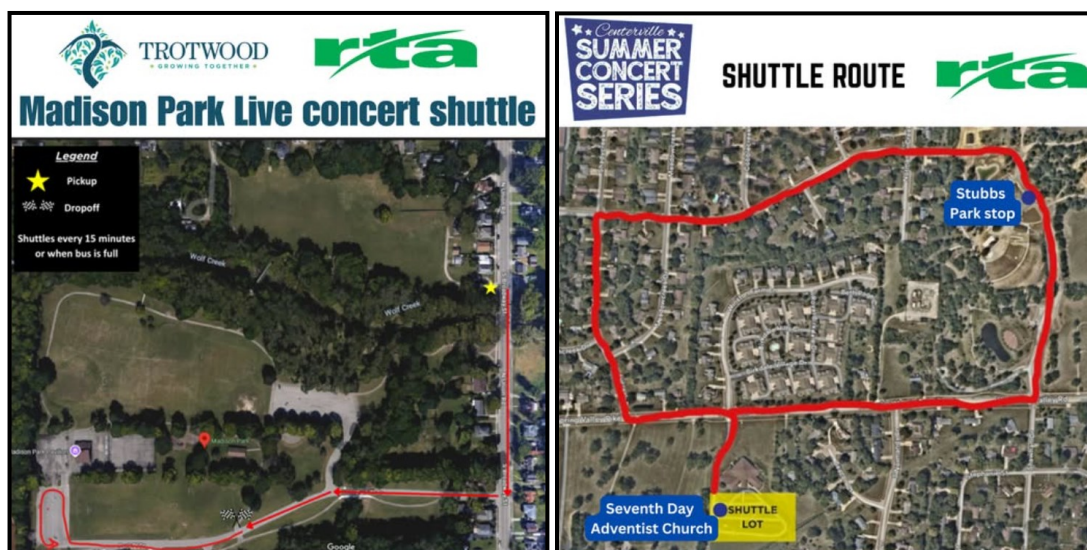 TROTWOOD
GROWING TOGETHER
rta
Madison Park Live concert shuttle
Legend
Pickup
Dropoff
Shuttles every 15 minutes
or when bus is full
Wolf Creek
Wolf Creek
Madison Park
adison Park
Google
Centerville
SUMMER
CONCERT
SERIES
SHUTTLE ROUTE
rta
Stubbs
Park stop
Seventh Day
Adventist Church
SHUTTLE
LOT